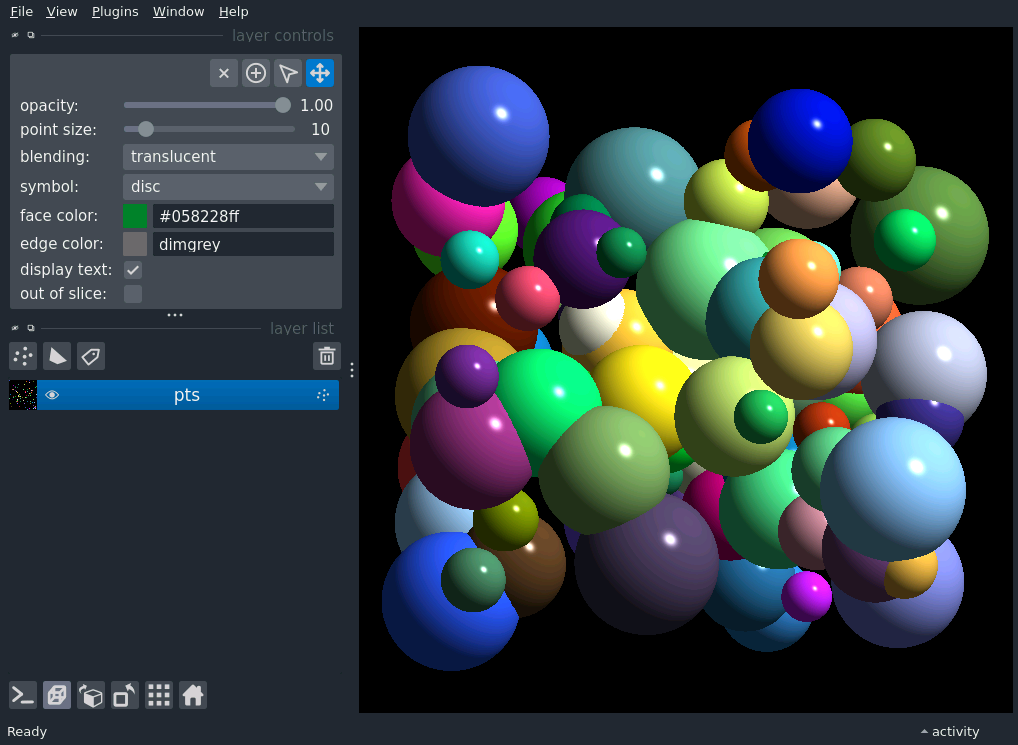 File View Plugins Window Help
layer controls
opacity: 1.00
point size: 10
blending: translucent
symbol: disc
face color: #058228ff
edge color: dimgrey
display text:
out of slice:
layer list
pts
Ready
activity